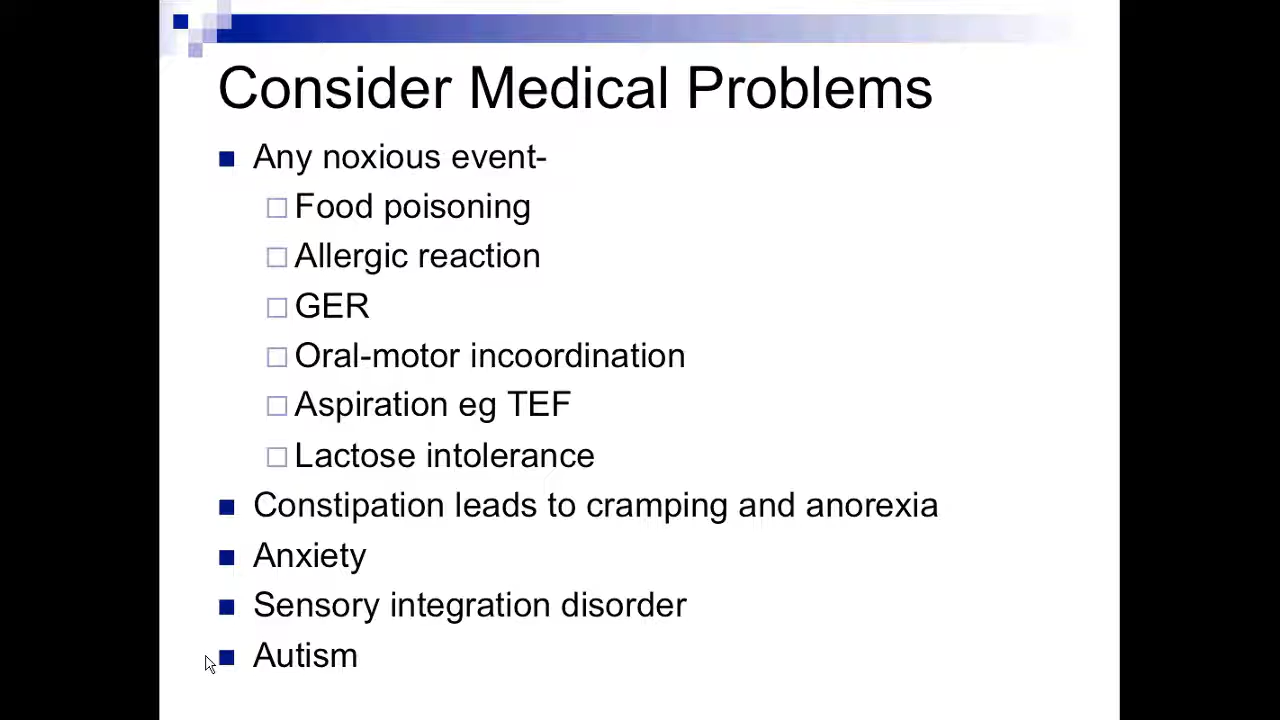 Consider Medical Problems
Any noxious event-
Food poisoning
Allergic reaction
GER
Oral-motor incoordination
Aspiration eg TEF
Lactose intolerance
Constipation leads to cramping and anorexia
Anxiety
Sensory integration disorder
Autism